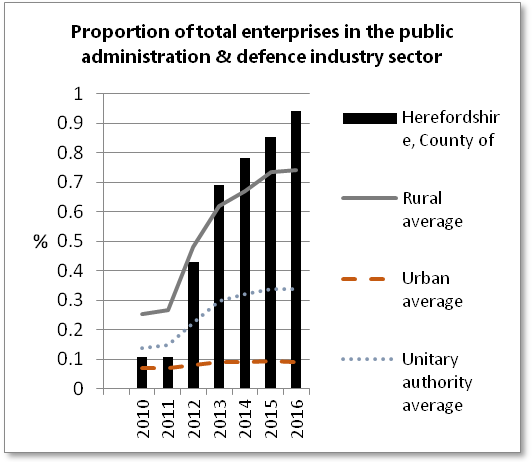 Proportion of total enterprises in the public
administration & defence industry sector
1
0.9
0.8
0.7
0.6
0.5
0.4
0.3
0.2
0.1
0
%
2010
2011
2012
2013
2014
2015
2016
Herefordshir
e, County of
Rural
average
Urban
average
Unitary
authority
average